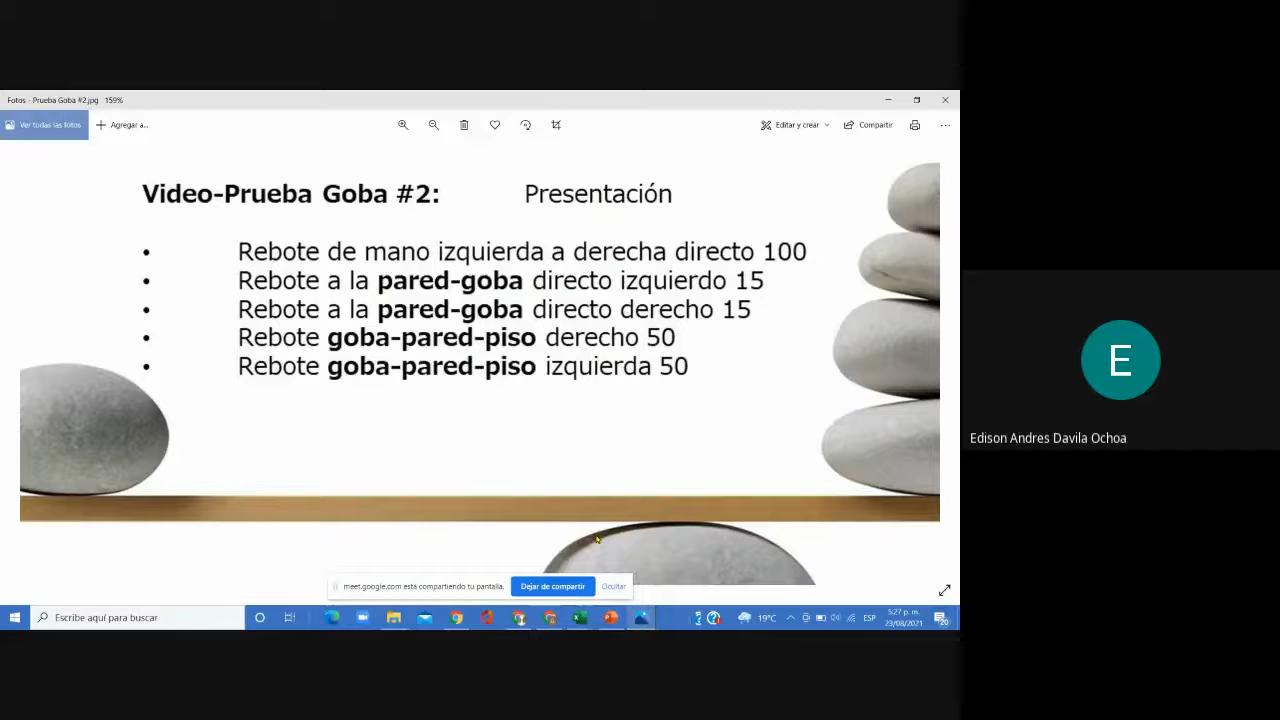 Fotos - Prueba Goba #2.jpg 159%
Ver todas las fotos
Agregar a...
Editar y crear
Compartir
Video-Prueba Goba #2: Presentación
• Rebote de mano izquierda a derecha directo 100
• Rebote a la pared-goba directo izquierdo 15
• Rebote a la pared-goba directo derecho 15
• Rebote goba-pared-piso derecho 50
• Rebote goba-pared-piso izquierda 50
E
Edison Andres Davila Ochoa
meet.google.com está compartiendo tu pantalla.
Dejar de compartir
Ocultar
Escribe aquí para buscar
19°C
ESP
5:27 p. m.
23/08/2021
20